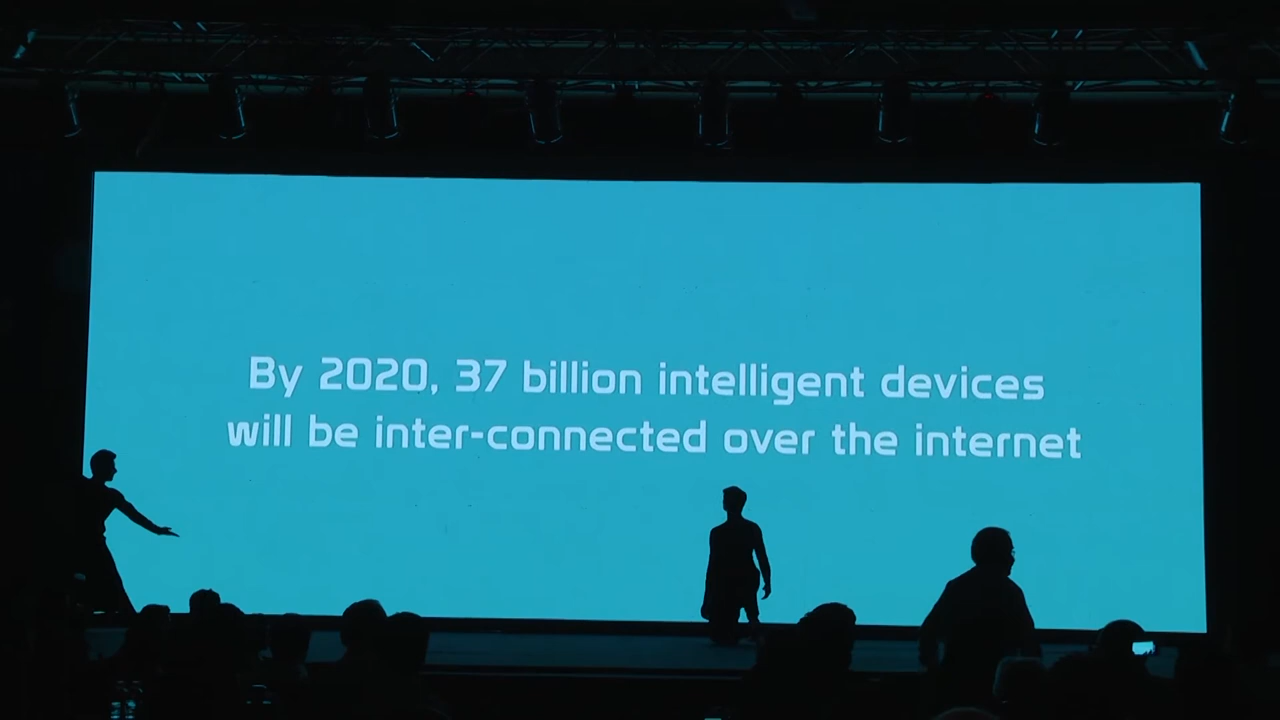 By 2020, 37 billion intelligent devices
will be inter-connected over the internet